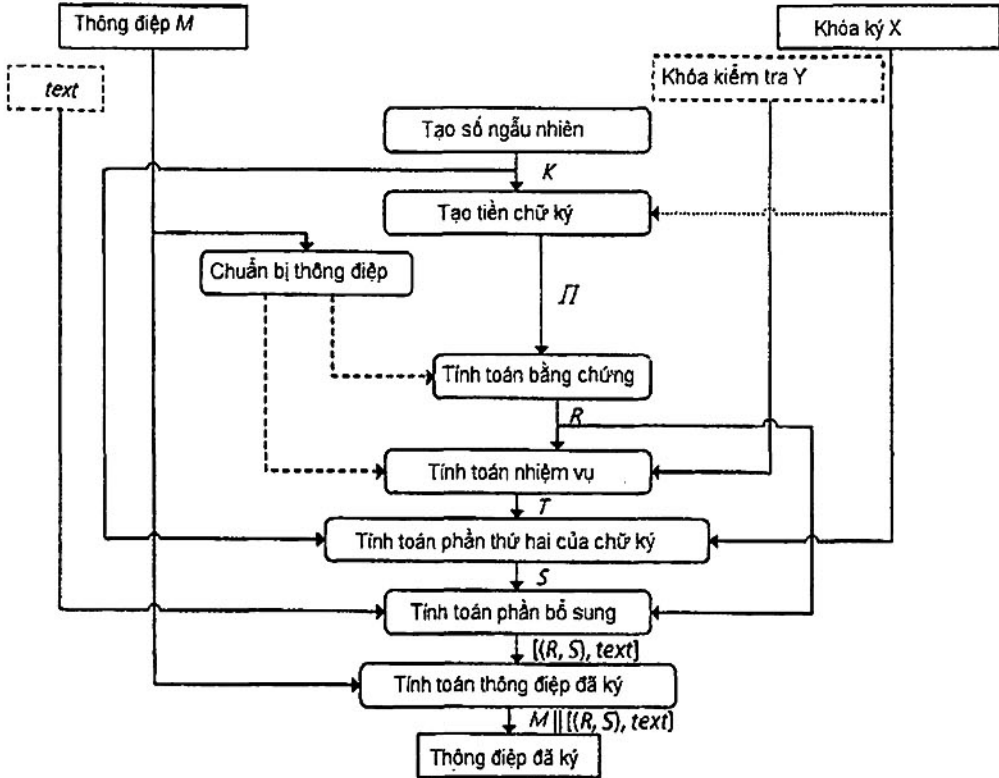 Thông điệp M
Khóa ký X
text
Khóa kiểm tra Y
Tạo số ngẫu nhiên
K
Tạo tiền chữ ký
Chuẩn bị thông điệp
Π
Tính toán bằng chứng
R
Tính toán nhiệm vụ
T
Tính toán phần thứ hai của chữ ký
S
Tính toán phần bổ sung
[(R, S), text]
Tính toán thông điệp đã ký
M || [(R, S), text]
Thông điệp đã ký